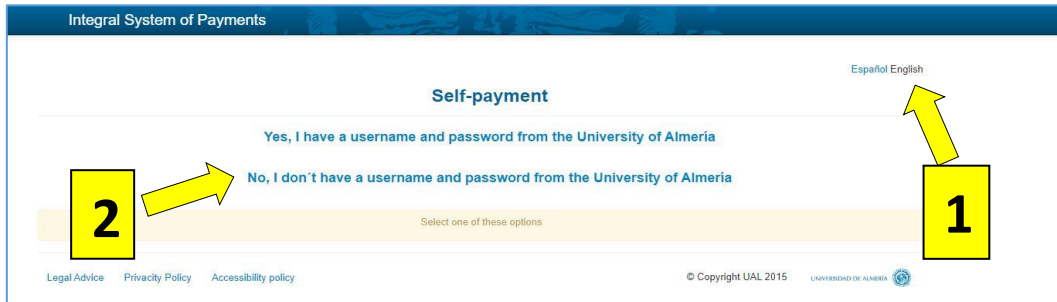 Integral System of Payments
Español English
Self-payment
Yes, I have a username and password from the University of Almería
No, I don´t have a username and password from the University of Almeria
2
1
Select one of these options
Legal Advice Privacity Policy Accessibility policy © Copyright UAL 2015 UNIVERSIDAD DE ALMERÍA